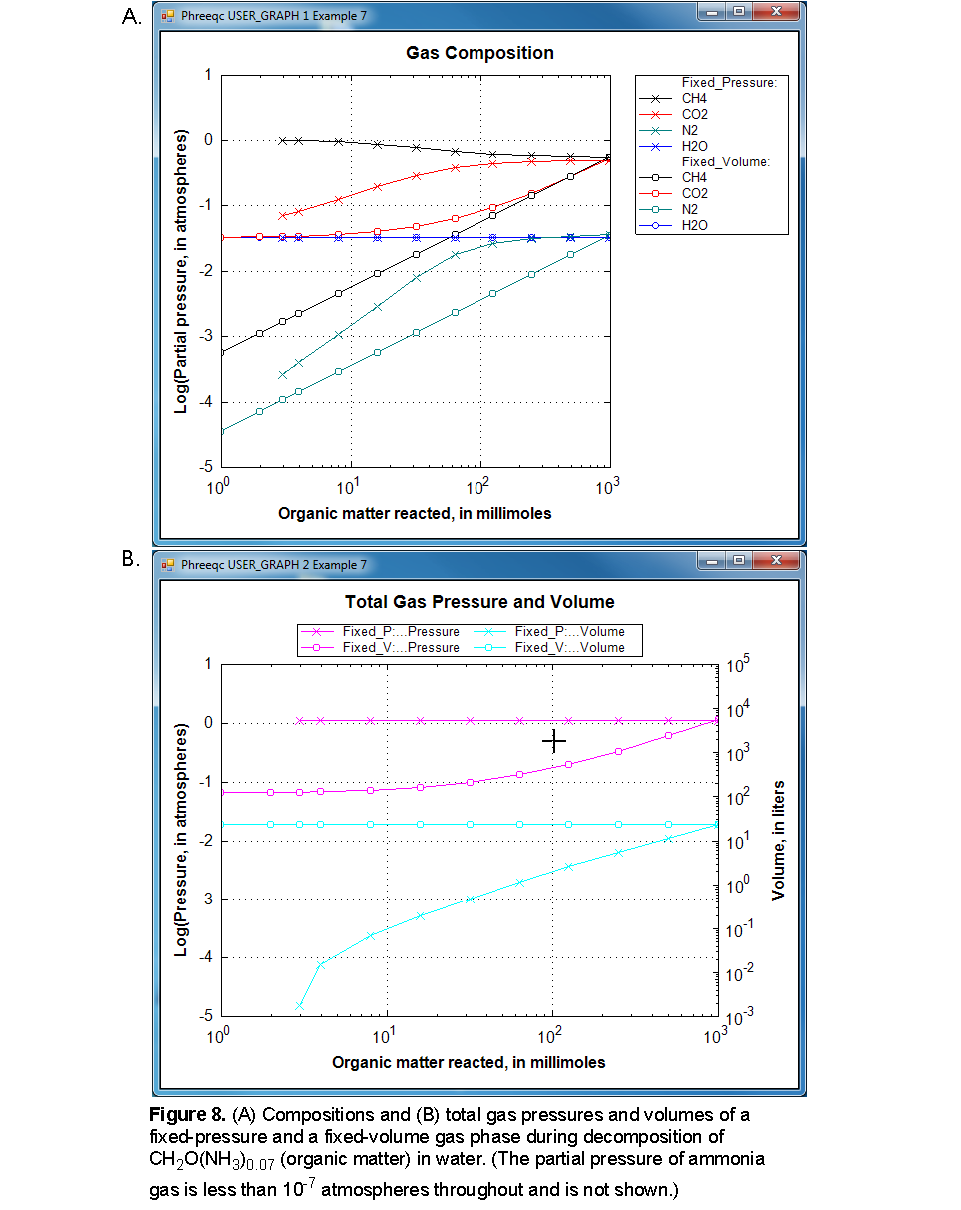 A.
Phreeqc USER_GRAPH 1 Example 7
Gas Composition
Log(Partial pressure, in atmospheres)
1
0
-1
-2
-3
-4
-5
10^0
10^1
10^2
10^3
Organic matter reacted, in millimoles
Fixed_Pressure:
CH4
CO2
N2
H2O
Fixed_Volume:
CH4
CO2
N2
H2O
B.
Phreeqc USER_GRAPH 2 Example 7
Total Gas Pressure and Volume
Fixed_P:...Pressure Fixed_P:...Volume
Fixed_V:...Pressure Fixed_V:...Volume
Log(Pressure, in atmospheres)
1
0
-1
-2
-3
-4
-5
10^0
10^1
10^2
10^3
Organic matter reacted, in millimoles
10^5
10^4
10^3
10^2
10^1
10^0
10^-1
10^-2
10^-3
Volume, in liters
Figure 8. (A) Compositions and (B) total gas pressures and volumes of a
fixed-pressure and a fixed-volume gas phase during decomposition of
CH2O(NH3)0.07 (organic matter) in water. (The partial pressure of ammonia
gas is less than 10^-7 atmospheres throughout and is not shown.)